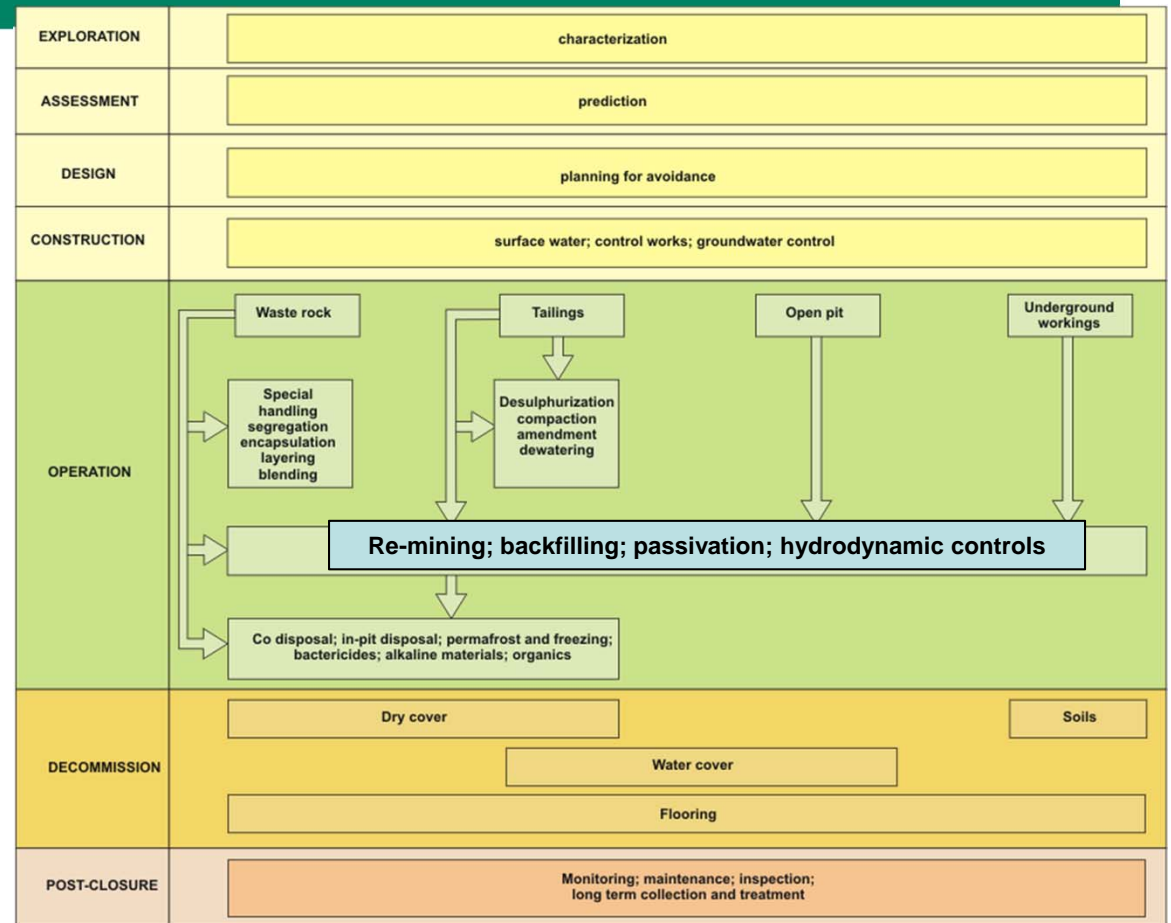 EXPLORATION
characterization
ASSESSMENT
prediction
DESIGN
planning for avoidance
CONSTRUCTION
surface water; control works; groundwater control
OPERATION
Waste rock
Tailings
Open pit
Underground
workings
Special
handling
segregation
encapsulation
layering
blending
Desulphurization
compaction
amendment
dewatering
Re-mining; backfilling; passivation; hydrodynamic controls
Co disposal; in-pit disposal; permafrost and freezing;
bactericides; alkaline materials; organics
DECOMMISSION
Dry cover
Soils
Water cover
Flooring
POST-CLOSURE
Monitoring; maintenance; inspection;
long term collection and treatment